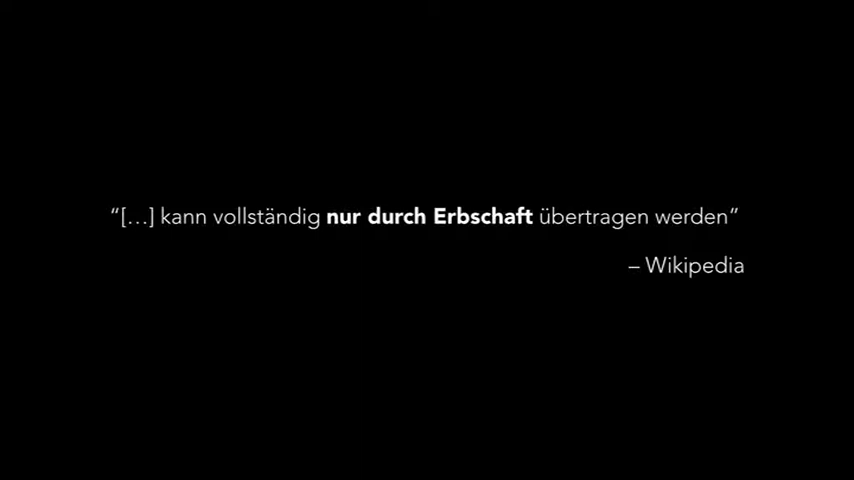 “[…] kann vollständig nur durch Erbschaft übertragen werden”
– Wikipedia